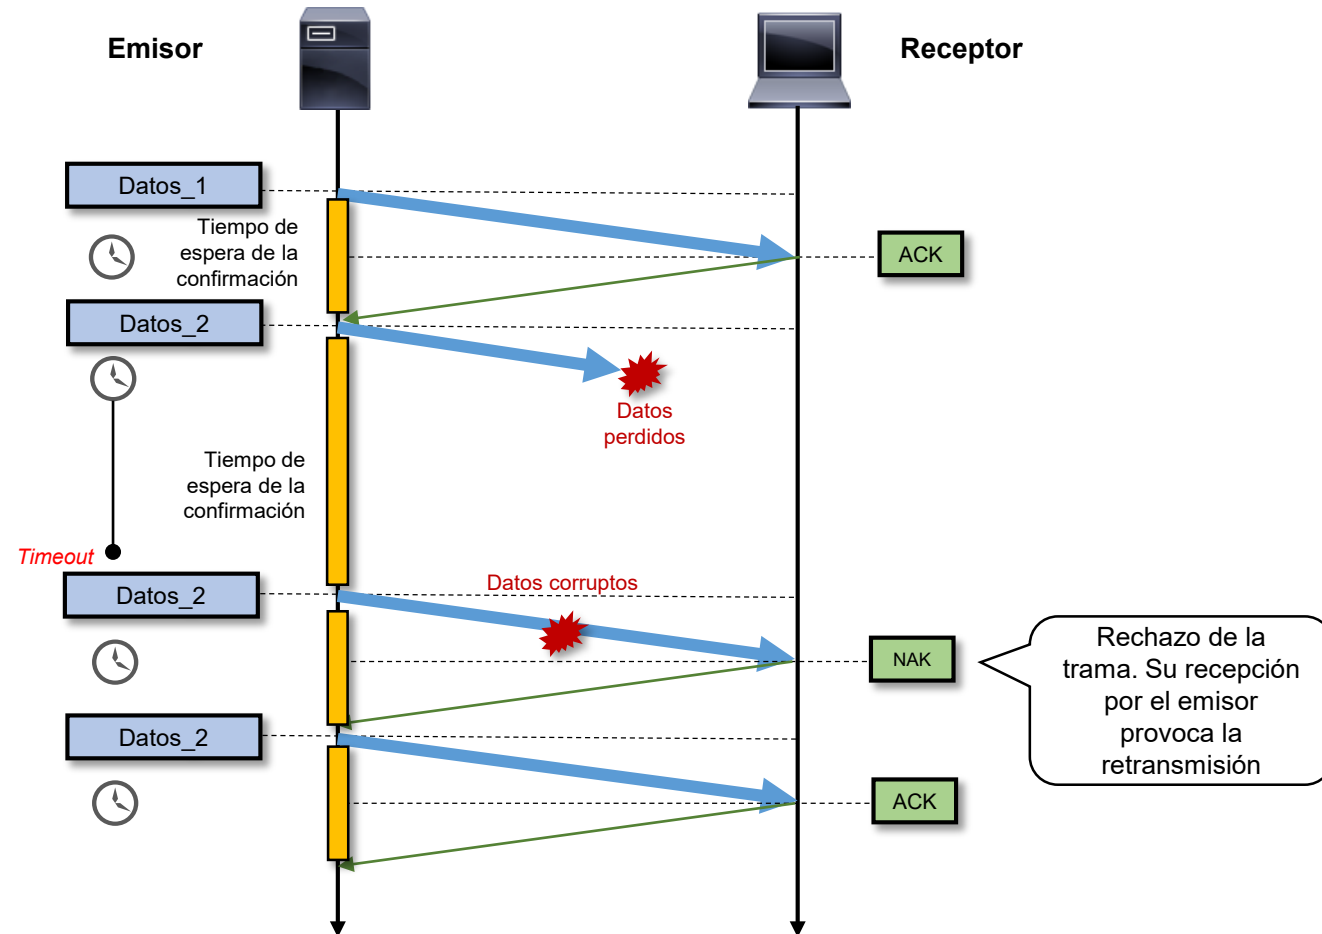 Emisor
Receptor
Datos_1
Tiempo de
espera de la
confirmación
ACK
Datos_2
Datos
perdidos
Tiempo de
espera de la
confirmación
Timeout
Datos_2
Datos corruptos
NAK
Rechazo de la
trama. Su recepción
por el emisor
provoca la
retransmisión
Datos_2
ACK